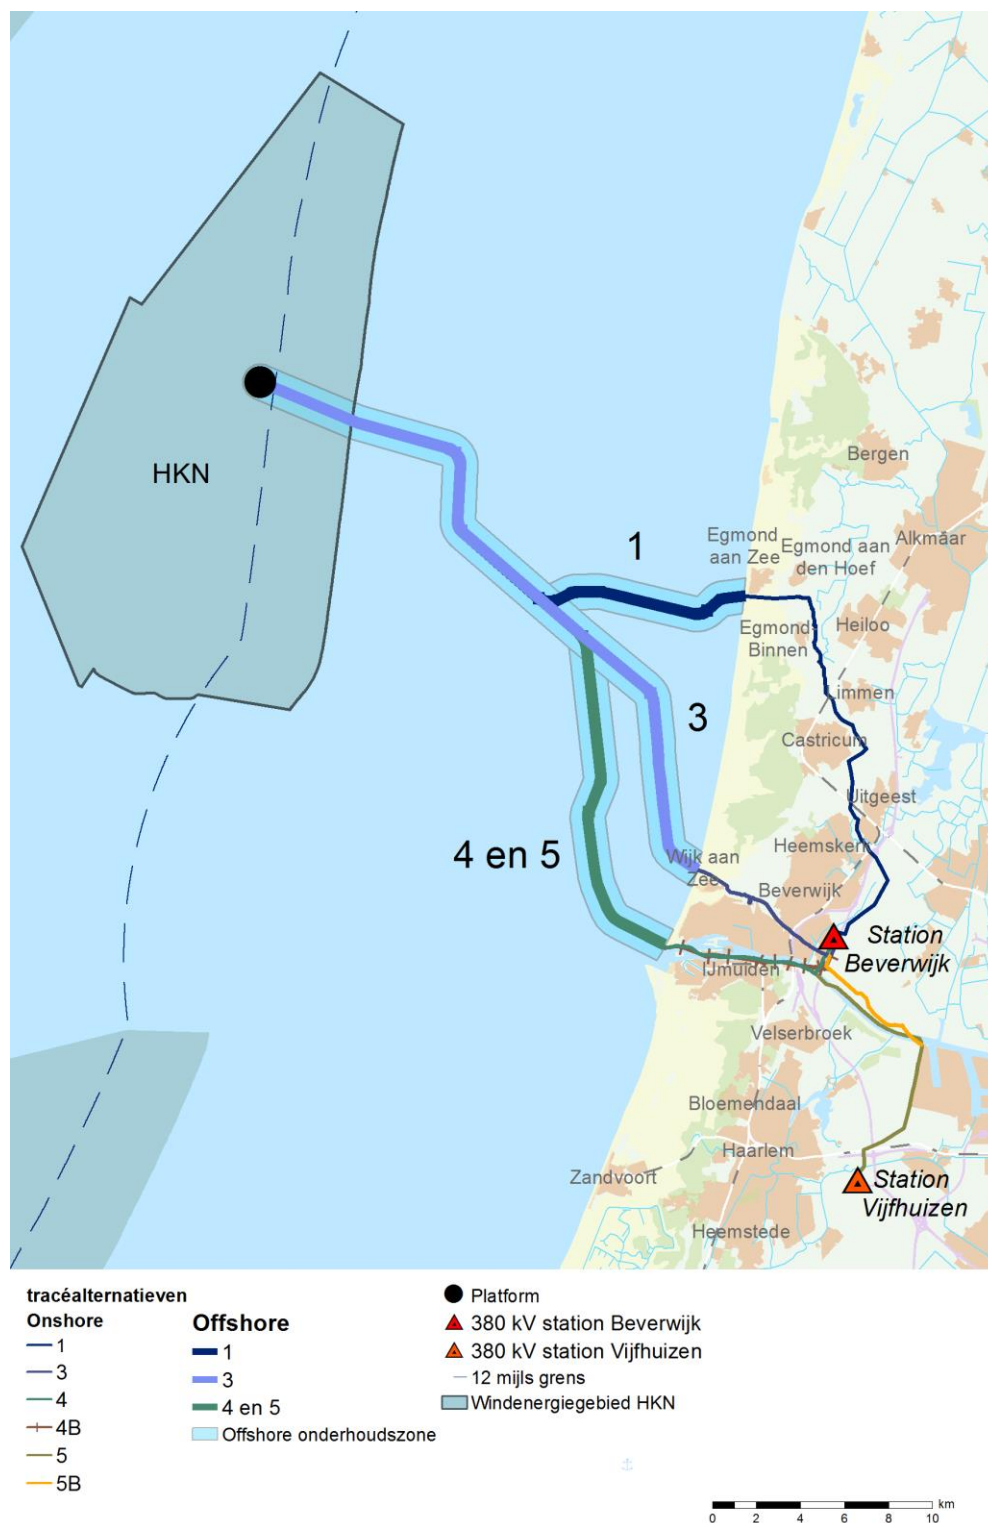 HKN
1
3
4 en 5
Bergen
Alkmaar
Egmond
aan Zee
Egmond aan
den Hoef
Heiloo
Egmond
Binnen
Limmen
Castricum
Uitgeest
Heemskerk
Wijk aan
Zee
Beverwijk
Station
Beverwijk
IJmuiden
Velserbroek
Bloemendaal
Haarlem
Zandvoort
Station
Vijfhuizen
Heemstede
tracéalternatieven
Onshore
1
3
4
4B
5
5B
Offshore
1
3
4 en 5
Offshore onderhoudszone
Platform
380 kV station Beverwijk
380 kV station Vijfhuizen
12 mijls grens
Windenergiegebied HKN
km
0 2 4 6 8 10